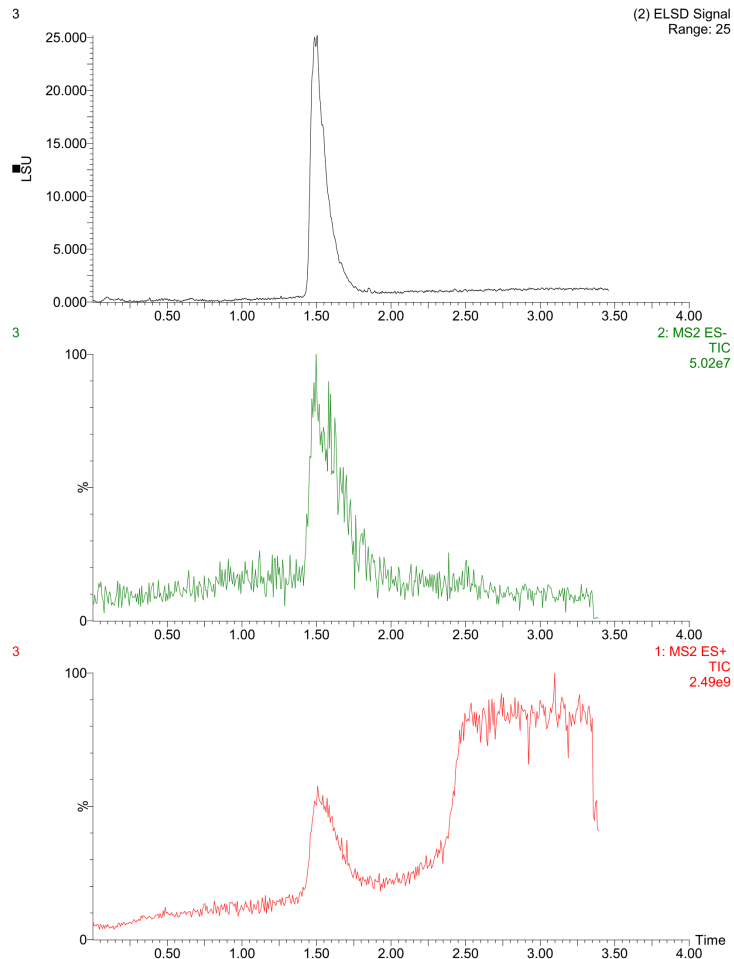 3
(2) ELSD Signal
Range: 25
25.000
20.000
15.000
LSU
10.000
5.000
0.000
0.50 1.00 1.50 2.00 2.50 3.00 3.50 4.00
3
2: MS2 ES-
TIC
5.02e7
100
%
0
0.50 1.00 1.50 2.00 2.50 3.00 3.50 4.00
3
1: MS2 ES+
TIC
2.49e9
100
%
0
Time
0.50 1.00 1.50 2.00 2.50 3.00 3.50 4.00